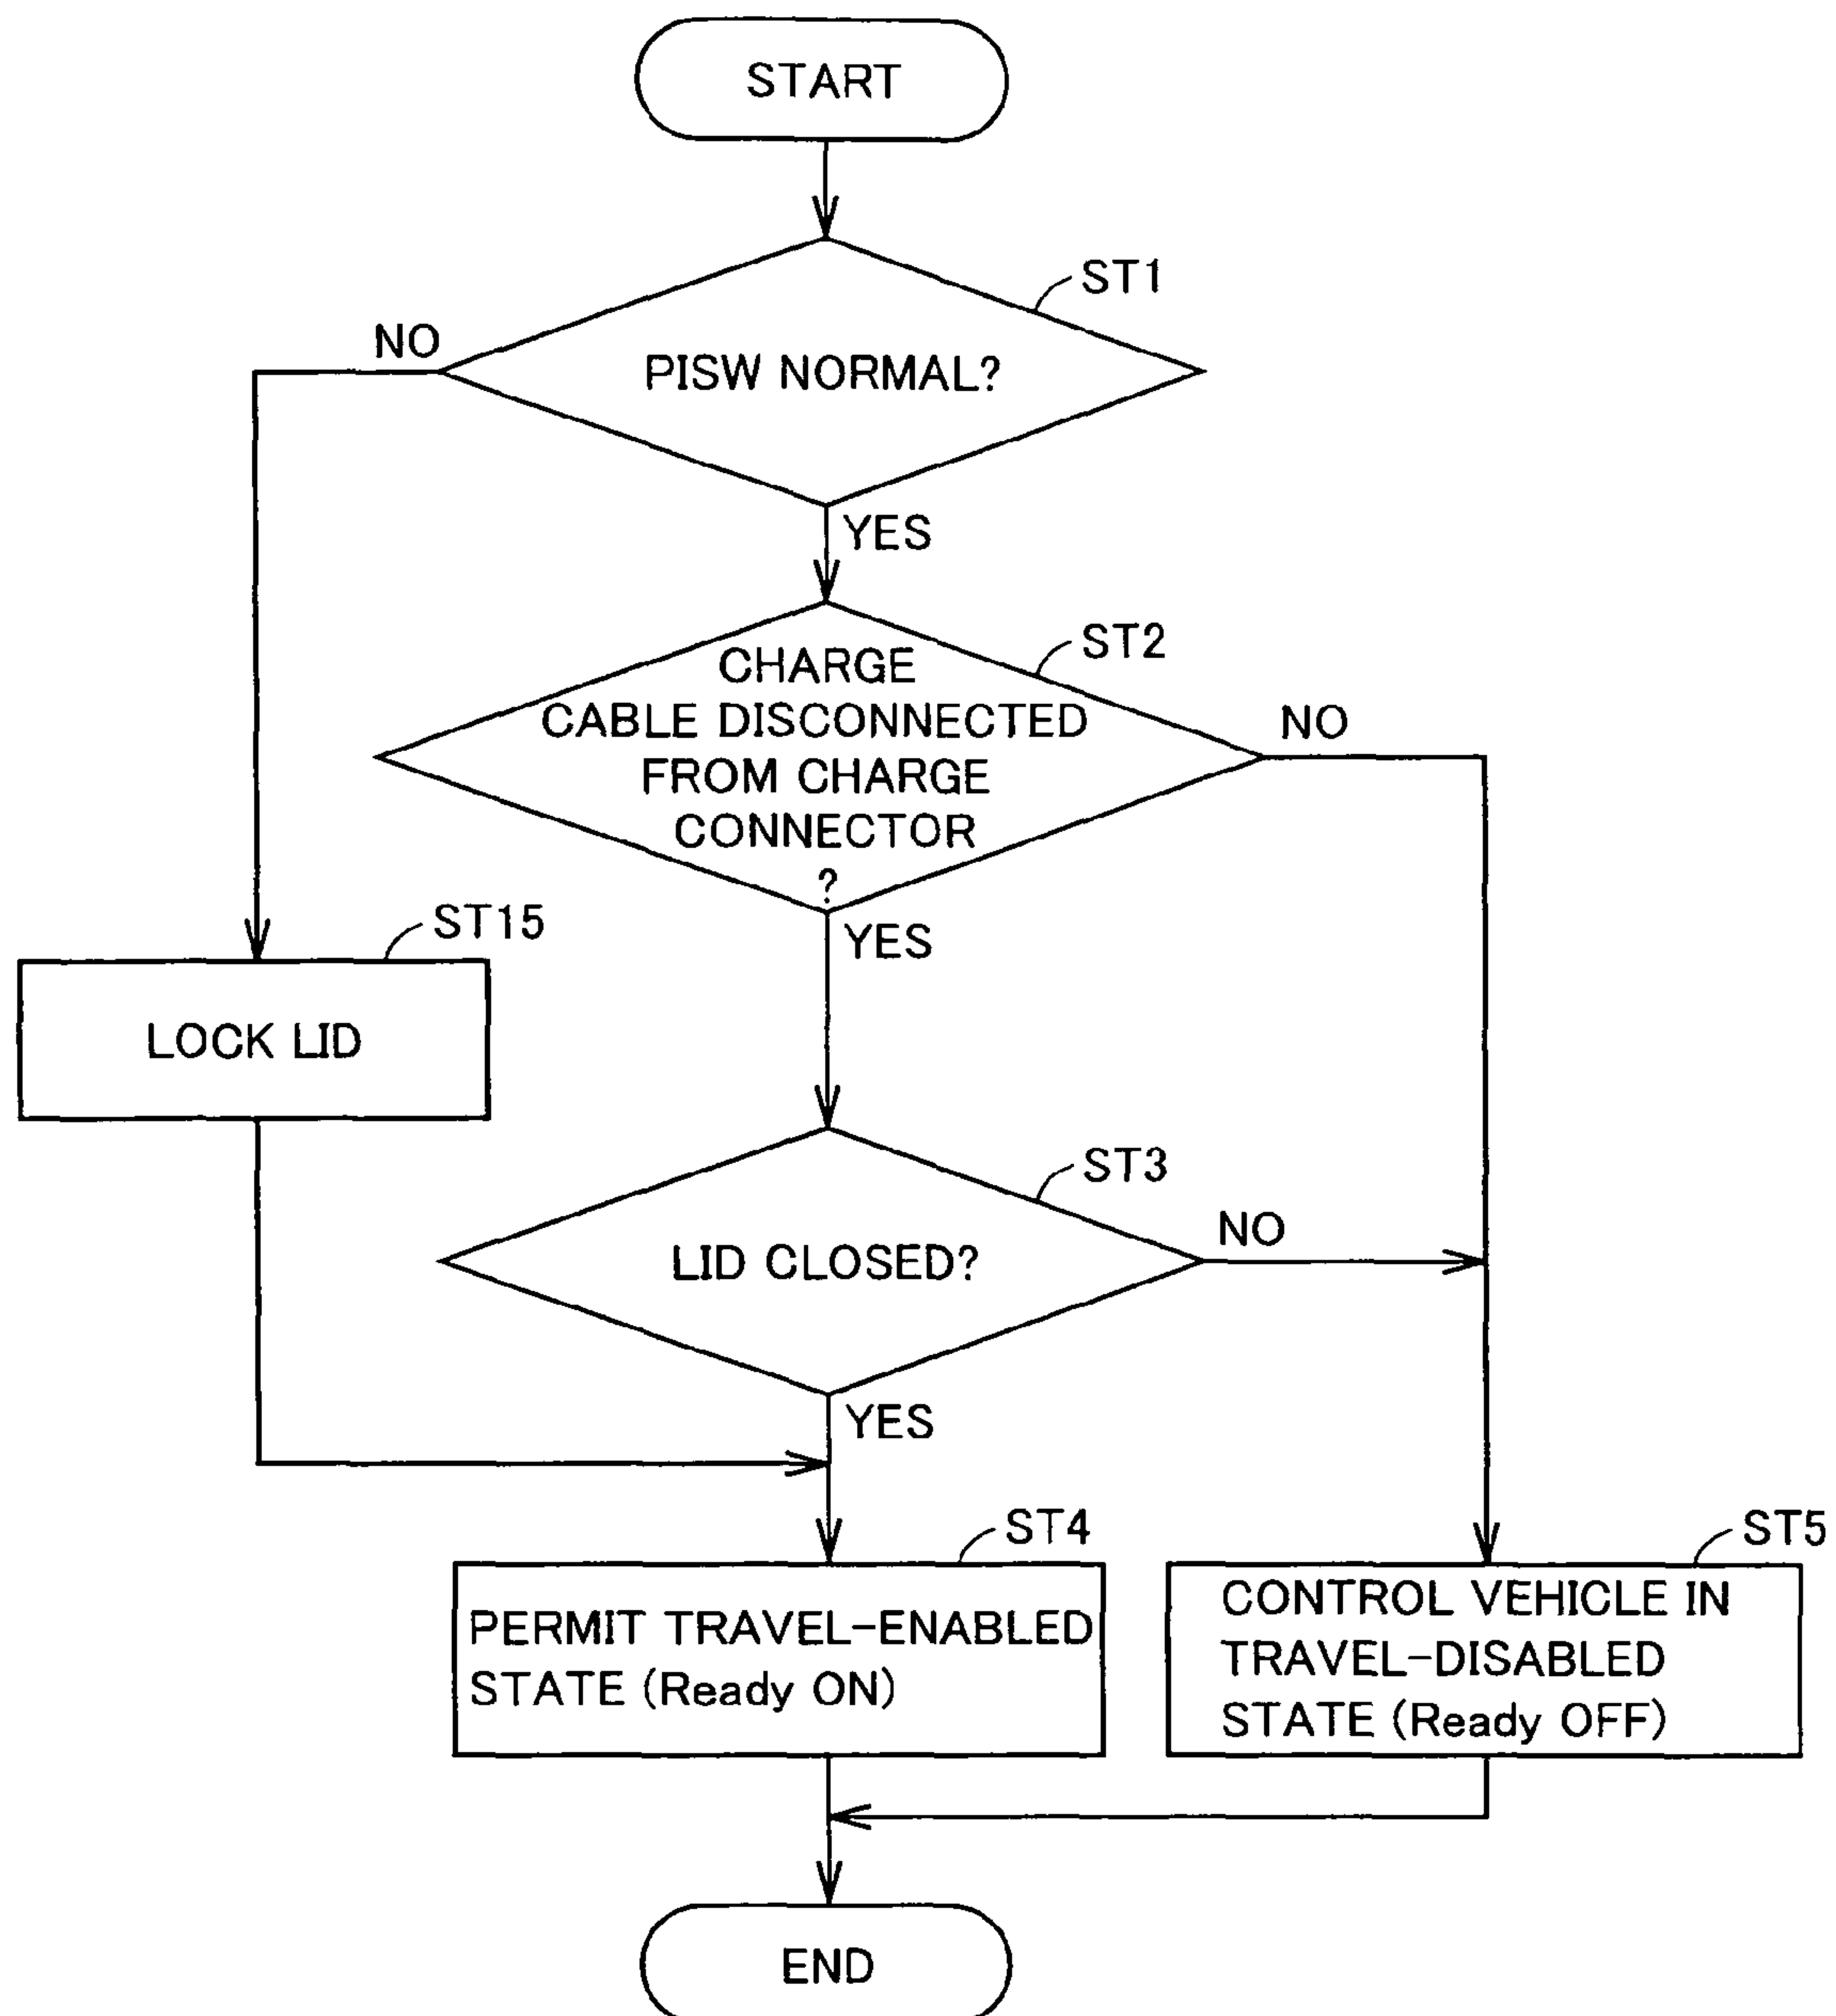 START
ST1
NO
PISW NORMAL?
YES
ST2
CHARGE
CABLE DISCONNECTED
FROM CHARGE
CONNECTOR
?
NO
YES
ST15
LOCK LID
ST3
LID CLOSED?
NO
YES
ST4
PERMIT TRAVEL-ENABLED
STATE (Ready ON)
ST5
CONTROL VEHICLE IN
TRAVEL-DISABLED
STATE (Ready OFF)
END